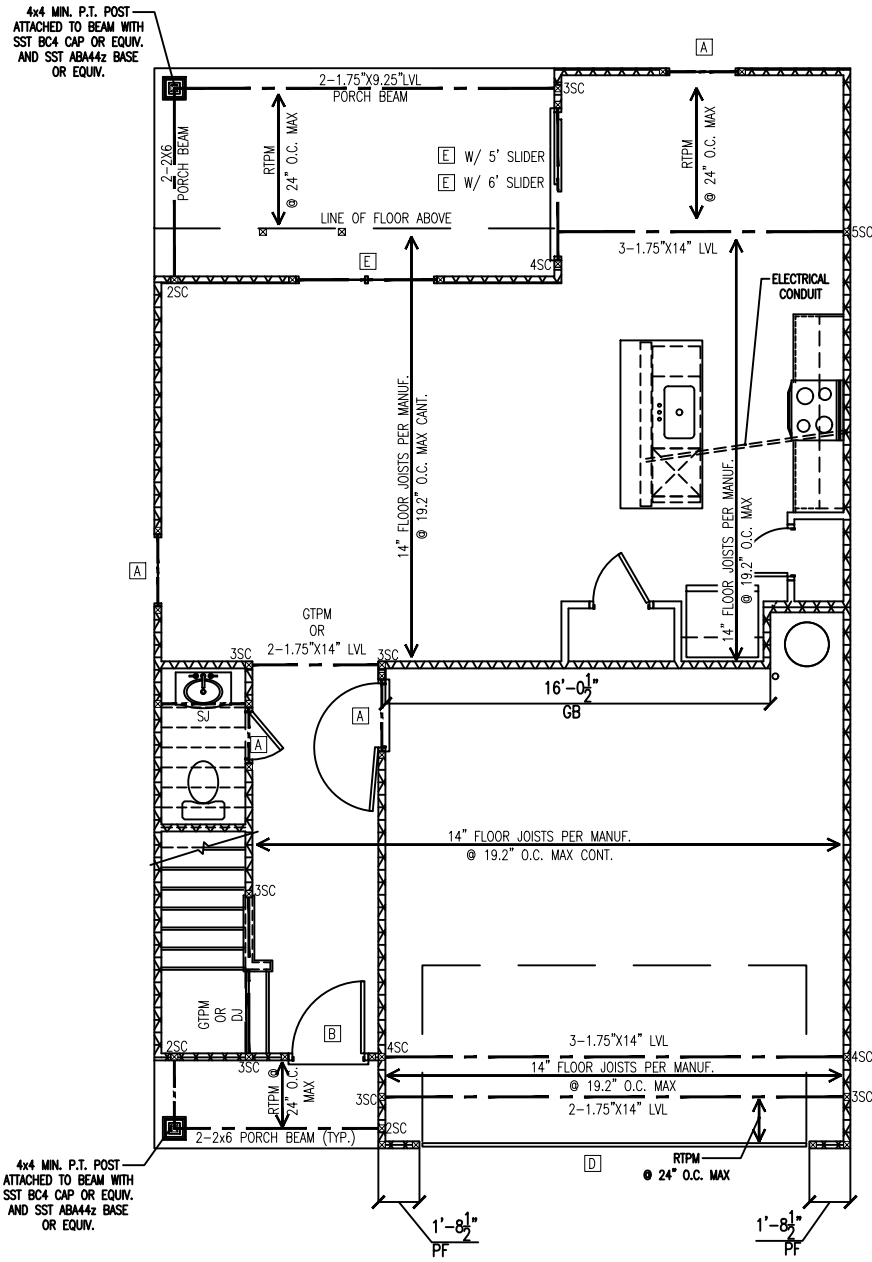 4x4 MIN. P.T. POST
ATTACHED TO BEAM WITH
SST BC4 CAP OR EQUIV.
AND SST ABA44z BASE
OR EQUIV.
A
2-1.75"X9.25"LVL
PORCH BEAM
3SC
2-2X6
PORCH BEAM
RTPM
@ 24" O.C. MAX
E W/ 5' SLIDER
E W/ 6' SLIDER
RTPM
@ 24" O.C. MAX
LINE OF FLOOR ABOVE
5SC
3-1.75"X14" LVL
4SC
E
2SC
ELECTRICAL
CONDUIT
14" FLOOR JOISTS PER MANUF.
@ 19.2" O.C. MAX CANT.
14" FLOOR JOISTS PER MANUF.
@ 19.2" O.C. MAX
A
GTPM
OR
2-1.75"X14" LVL
3SC
3SC
16'-0 1/2"
GB
SJ
A
A
14" FLOOR JOISTS PER MANUF.
@ 19.2" O.C. MAX CONT.
3SC
GTPM
OR
DJ
B
2SC
3SC
4SC
3-1.75"X14" LVL
4SC
14" FLOOR JOISTS PER MANUF.
@ 19.2" O.C. MAX
RTPM @
24" O.C.
MAX
3SC
3SC
2-1.75"X14" LVL
2SC
2-2x6 PORCH BEAM (TYP.)
D
RTPM
@ 24" O.C. MAX
4x4 MIN. P.T. POST
ATTACHED TO BEAM WITH
SST BC4 CAP OR EQUIV.
AND SST ABA44z BASE
OR EQUIV.
1'-8 1/2"
PF
1'-8 1/2"
PF